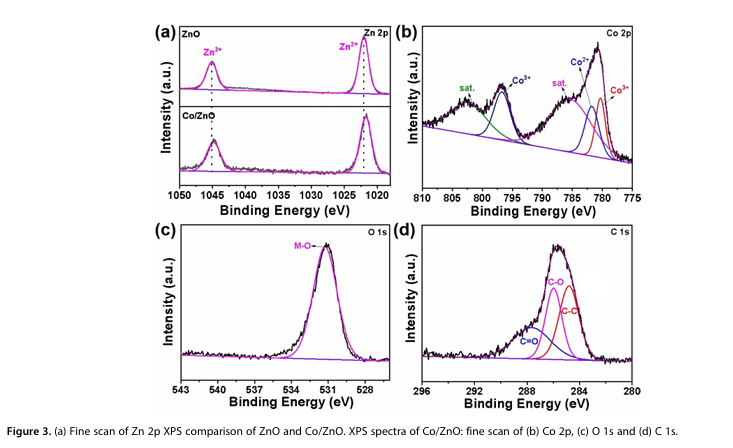 (a)
ZnO
Zn 2p
Zn²⁺
Zn²⁺
Co/ZnO
Intensity (a.u.)
1050 1045 1040 1035 1030 1025 1020
Binding Energy (eV)
(b)
Co 2p
sat.
Co³⁺
sat.
Co²⁺
Co³⁺
Intensity (a.u.)
810 805 800 795 790 785 780 775
Binding Energy (eV)
(c)
O 1s
M-O
Intensity (a.u.)
543 540 537 534 531 528
Binding Energy (eV)
(d)
C 1s
C-O
C-C
C=O
Intensity (a.u.)
296 292 288 284 280
Binding Energy (eV)
Figure 3. (a) Fine scan of Zn 2p XPS comparison of ZnO and Co/ZnO. XPS spectra of Co/ZnO: fine scan of (b) Co 2p, (c) O 1s and (d) C 1s.